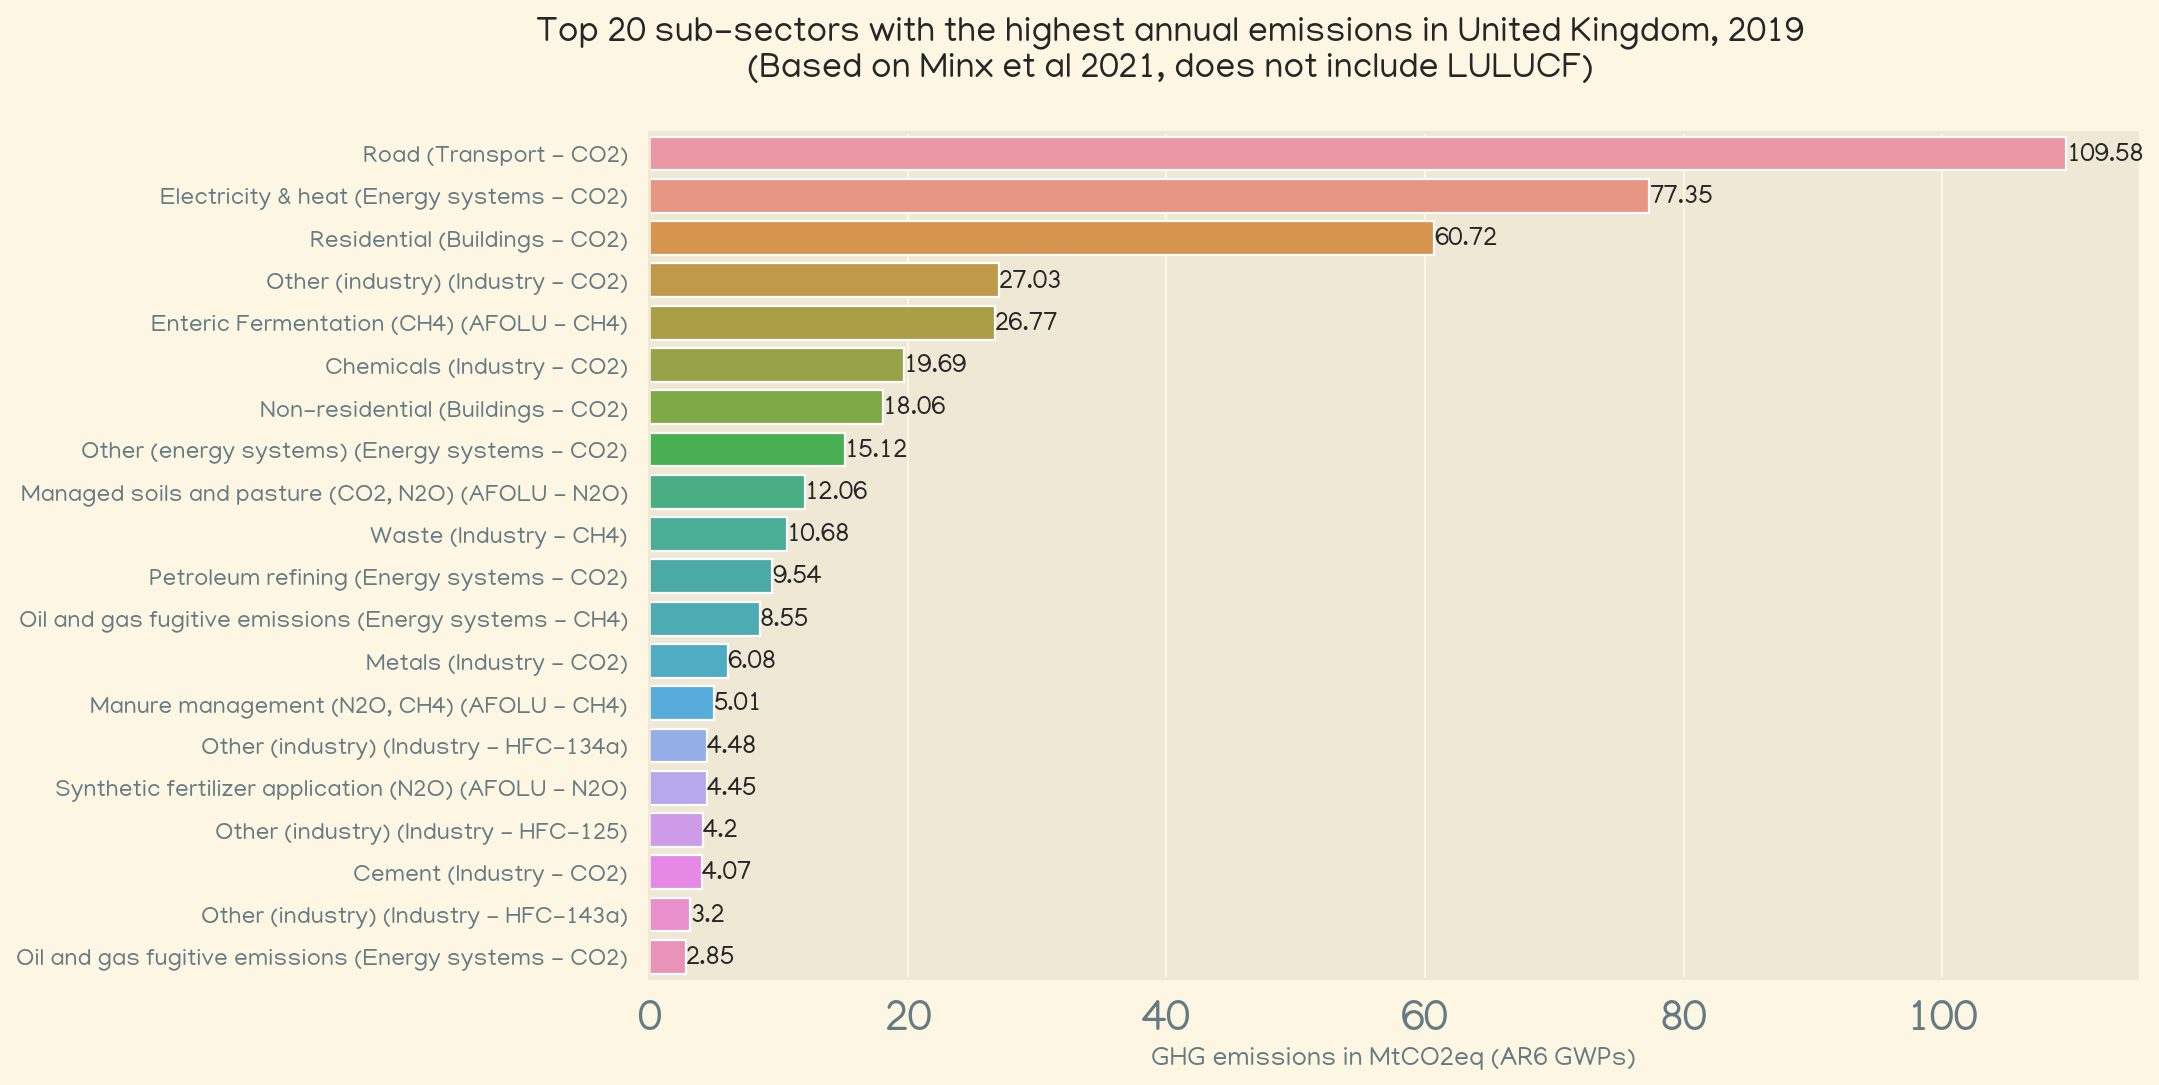 Top 20 sub-sectors with the highest annual emissions in United Kingdom, 2019
(Based on Minx et al 2021, does not include LULUCF)
Road (Transport - CO2) 109.58
Electricity & heat (Energy systems - CO2) 77.35
Residential (Buildings - CO2) 60.72
Other (industry) (Industry - CO2) 27.03
Enteric Fermentation (CH4) (AFOLU - CH4) 26.77
Chemicals (Industry - CO2) 19.69
Non-residential (Buildings - CO2) 18.06
Other (energy systems) (Energy systems - CO2) 15.12
Managed soils and pasture (CO2, N2O) (AFOLU - N2O) 12.06
Waste (Industry - CH4) 10.68
Petroleum refining (Energy systems - CO2) 9.54
Oil and gas fugitive emissions (Energy systems - CH4) 8.55
Metals (Industry - CO2) 6.08
Manure management (N2O, CH4) (AFOLU - CH4) 5.01
Other (industry) (Industry - HFC-134a) 4.48
Synthetic fertilizer application (N2O) (AFOLU - N2O) 4.45
Other (industry) (Industry - HFC-125) 4.2
Cement (Industry - CO2) 4.07
Other (industry) (Industry - HFC-143a) 3.2
Oil and gas fugitive emissions (Energy systems - CO2) 2.85
0 20 40 60 80 100
GHG emissions in MtCO2eq (AR6 GWPs)